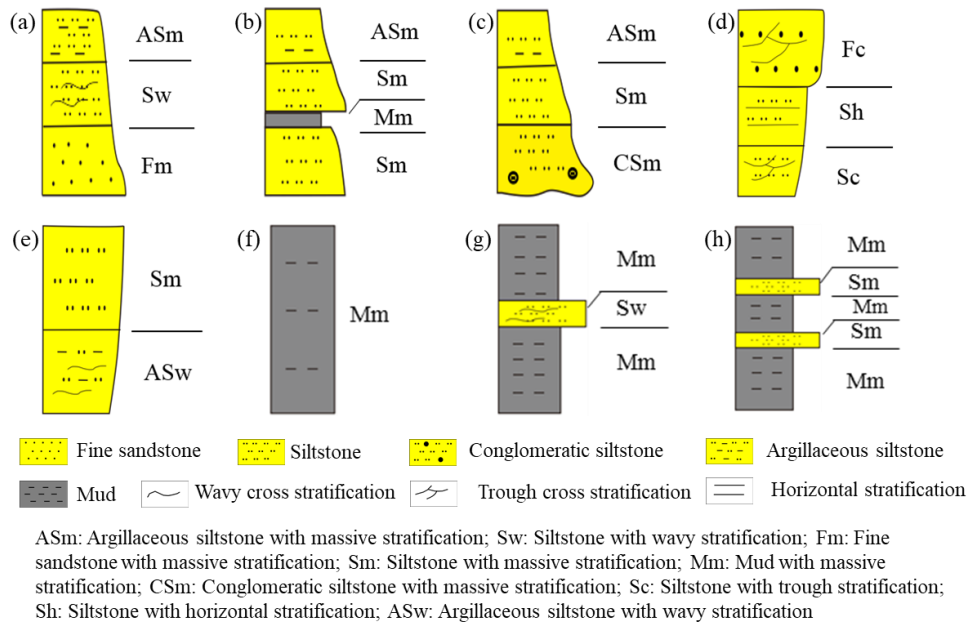 (a)
ASm
Sw
Fm
(b)
ASm
Sm
Mm
Sm
(c)
ASm
Sm
CSm
(d)
Fc
Sh
Sc
(e)
Sm
ASw
(f)
Mm
(g)
Mm
Sw
Mm
(h)
Mm
Sm
Mm
Sm
Mm
Fine sandstone
Siltstone
Conglomeratic siltstone
Argillaceous siltstone
Mud
Wavy cross stratification
Trough cross stratification
Horizontal stratification
ASm: Argillaceous siltstone with massive stratification; Sw: Siltstone with wavy stratification; Fm: Fine
sandstone with massive stratification; Sm: Siltstone with massive stratification; Mm: Mud with massive
stratification; CSm: Conglomeratic siltstone with massive stratification; Sc: Siltstone with trough stratification;
Sh: Siltstone with horizontal stratification; ASw: Argillaceous siltstone with wavy stratification